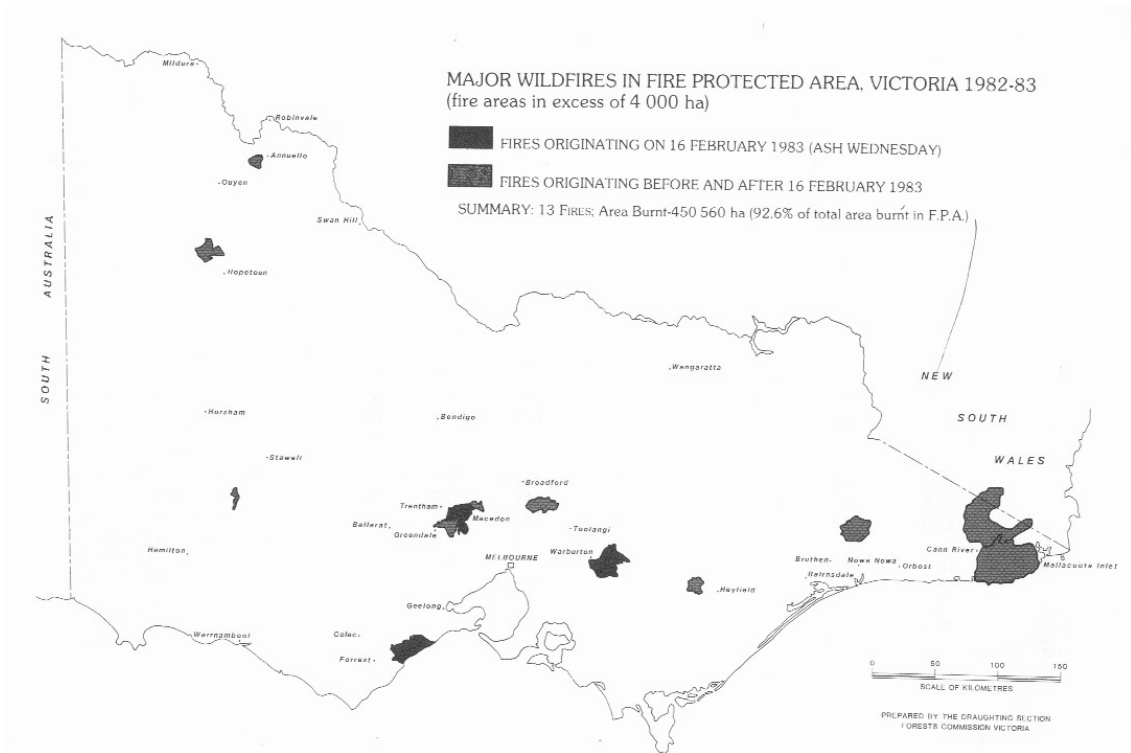 MAJOR WILDFIRES IN FIRE PROTECTED AREA, VICTORIA 1982-83
(fire areas in excess of 4 000 ha)
FIRES ORIGINATING ON 16 FEBRUARY 1983 (ASH WEDNESDAY)
FIRES ORIGINATING BEFORE AND AFTER 16 FEBRUARY 1983
SUMMARY: 13 FIRES; Area Burnt-450 560 ha (92.6% of total area burnt in F.P.A.)
Mildura
Robinvale
Annuello
Ouyen
Swan Hill
Hopetoun
SOUTH AUSTRALIA
Wangaratta
NEW
SOUTH
WALES
Horsham
Bendigo
Stawell
Broadford
Trentham
Macedon
Ballarat
Greendale
Toolangi
Warburton
MELBOURNE
Hamilton
Cann River
Mallacoota Inlet
Bruthen
Nowa Nowa
Orbost
Bairnsdale
Heyfield
Geelong
Warrnambool
Colac
Forrest
0 50 100 150
SCALE OF KILOMETRES
PREPARED BY THE DRAUGHTING SECTION
FORESTS COMMISSION VICTORIA